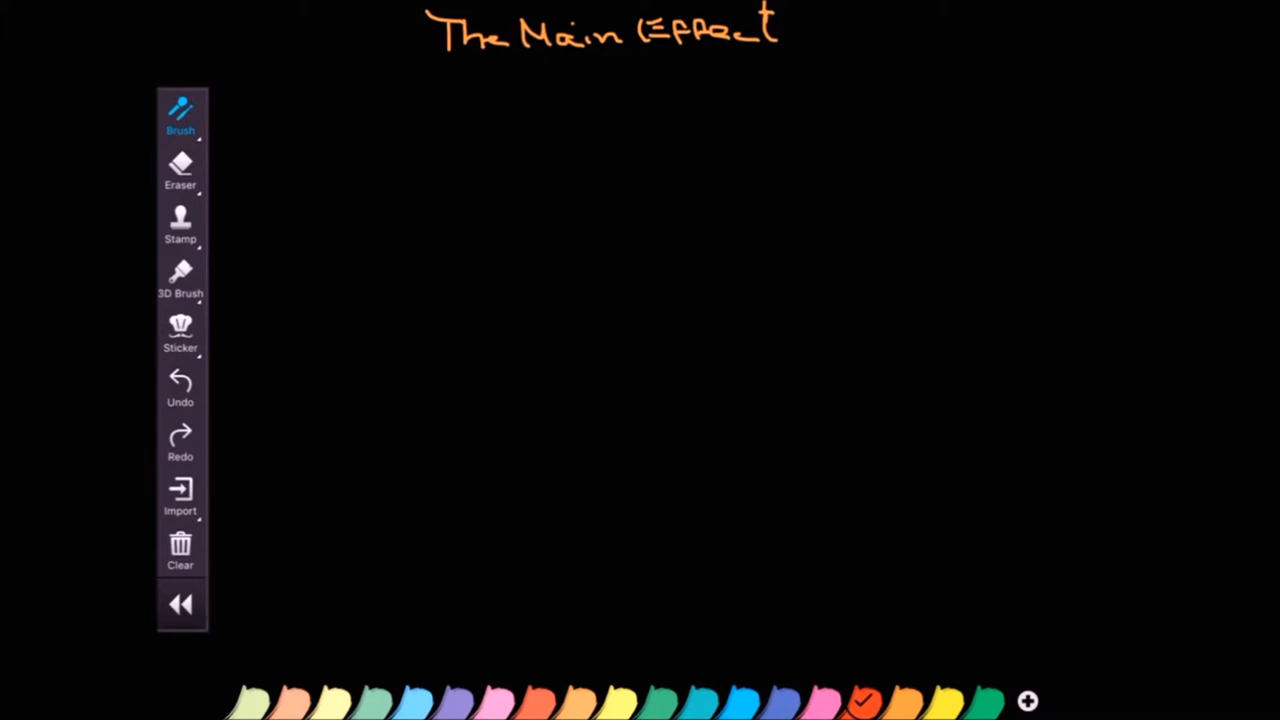 The Main Effect
Brush
Eraser
Stamp
3D Brush
Sticker
Undo
Redo
Import
Clear